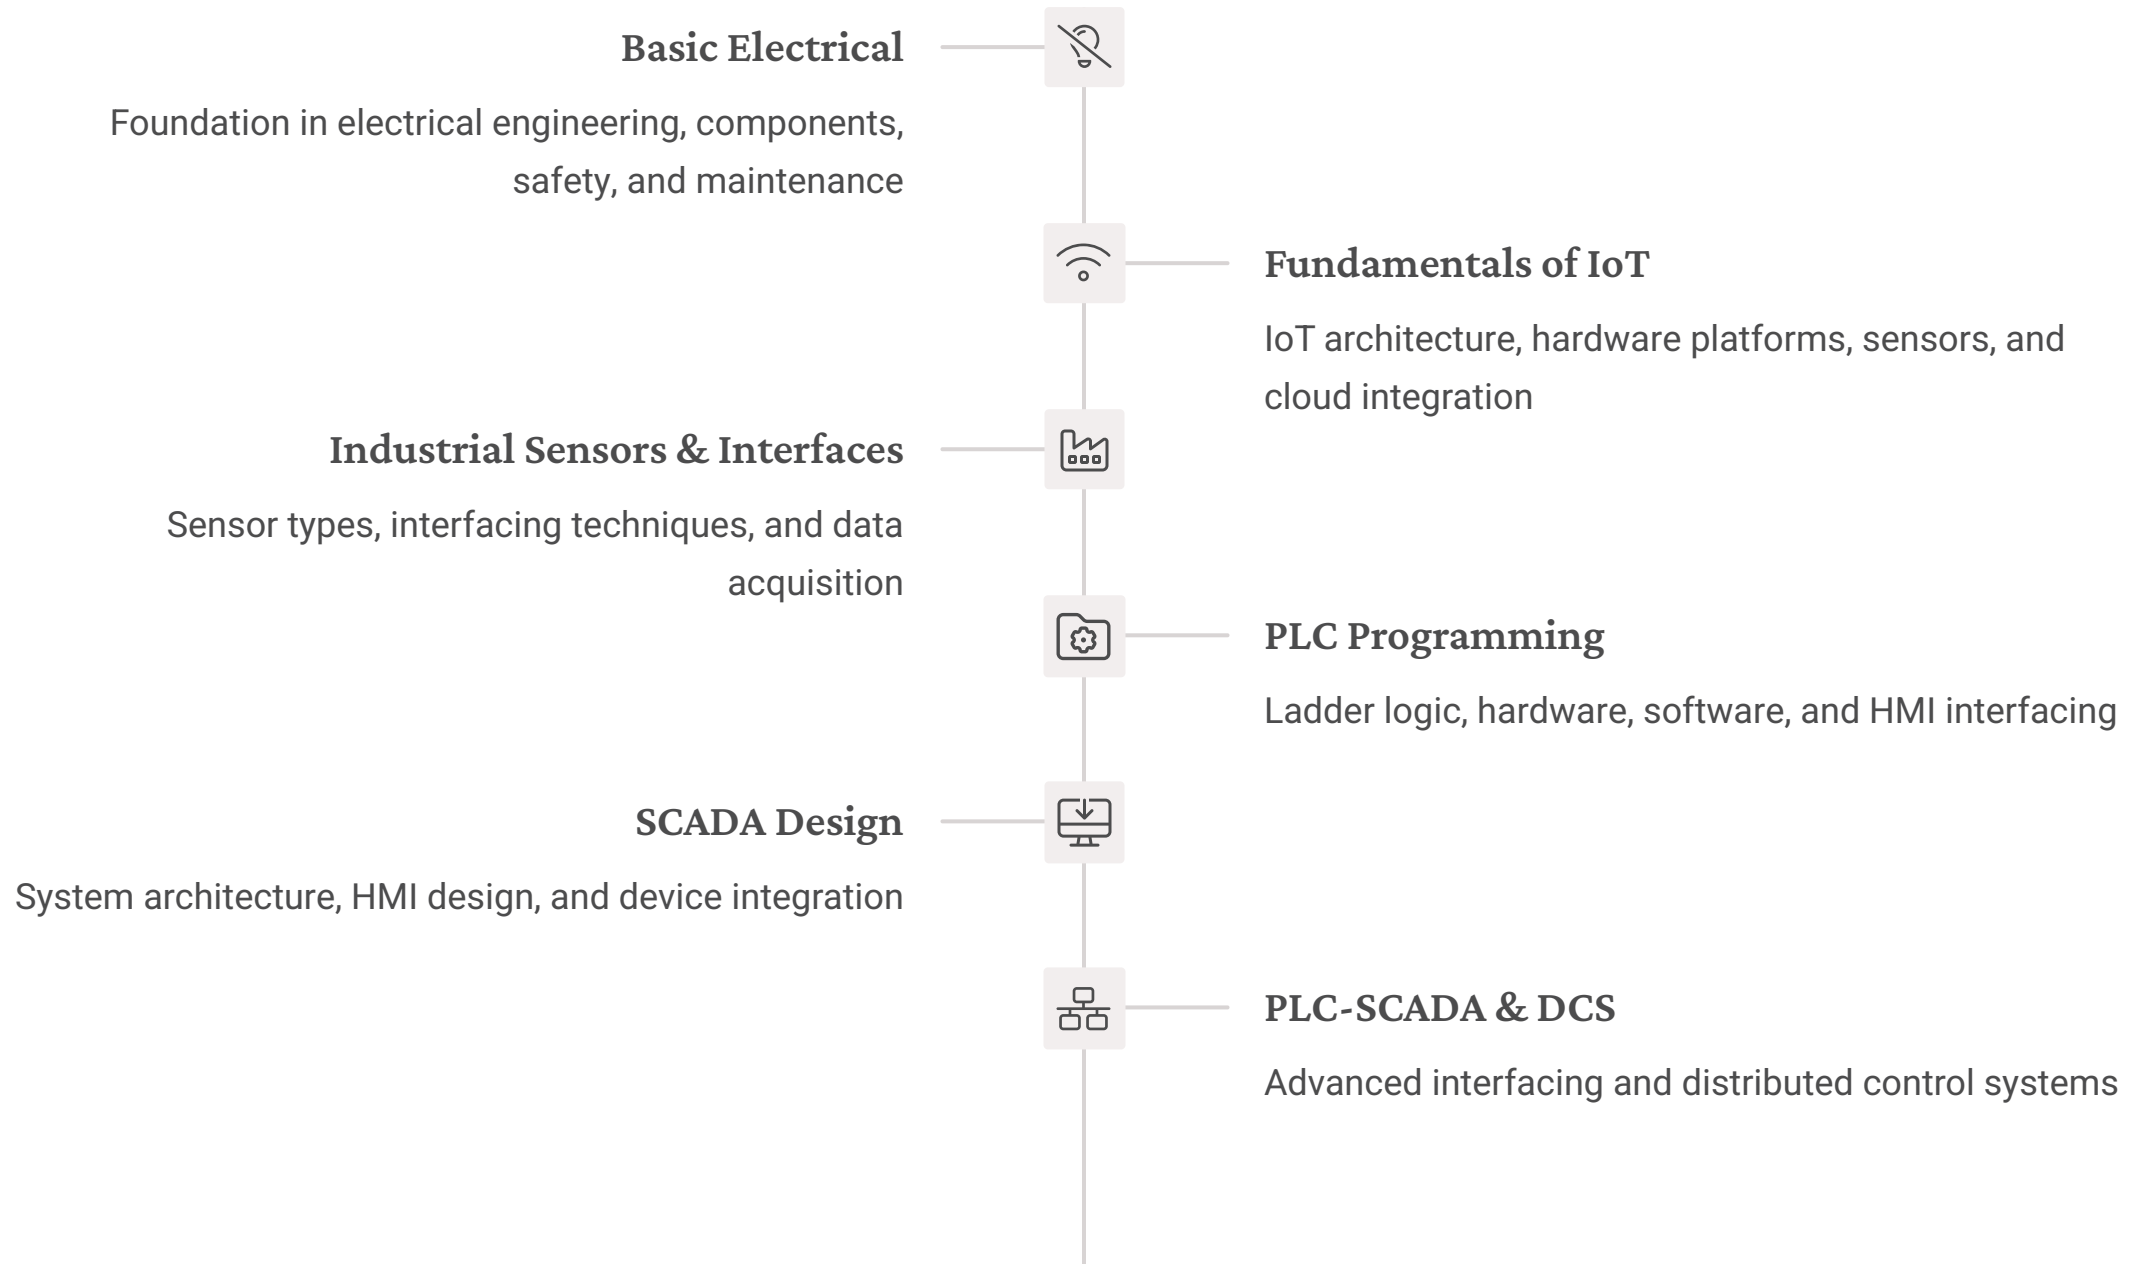 Basic Electrical
Foundation in electrical engineering, components,
safety, and maintenance
Fundamentals of IoT
IoT architecture, hardware platforms, sensors, and
cloud integration
Industrial Sensors & Interfaces
Sensor types, interfacing techniques, and data
acquisition
PLC Programming
Ladder logic, hardware, software, and HMI interfacing
SCADA Design
System architecture, HMI design, and device integration
PLC-SCADA & DCS
Advanced interfacing and distributed control systems